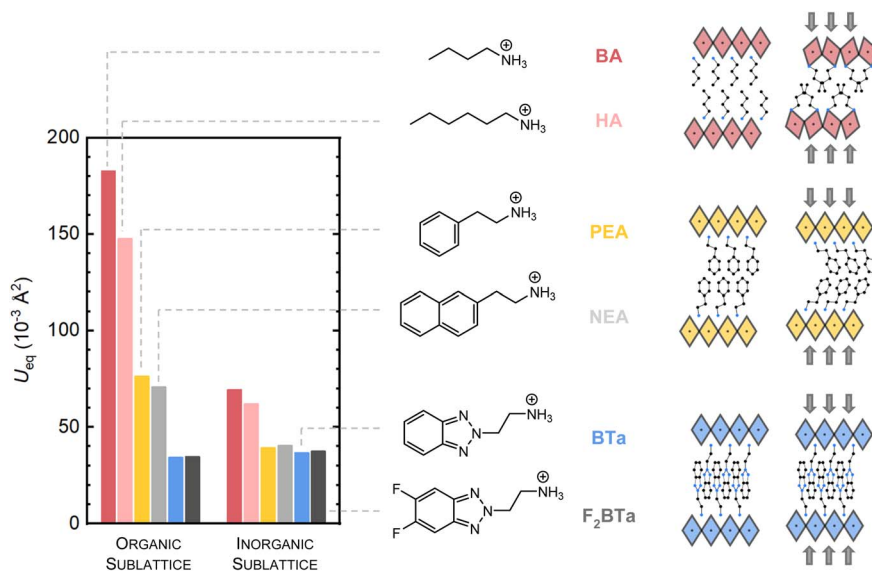 200
150
100
50
0
Ueq (10-3 Å2)
ORGANIC
SUBLATTICE
INORGANIC
SUBLATTICE
⊕
NH3
BA
⊕
NH3
HA
⊕
NH3
PEA
⊕
NH3
NEA
⊕
NH3
N
N
N
BTa
⊕
NH3
F
F
N
N
N
F2BTa